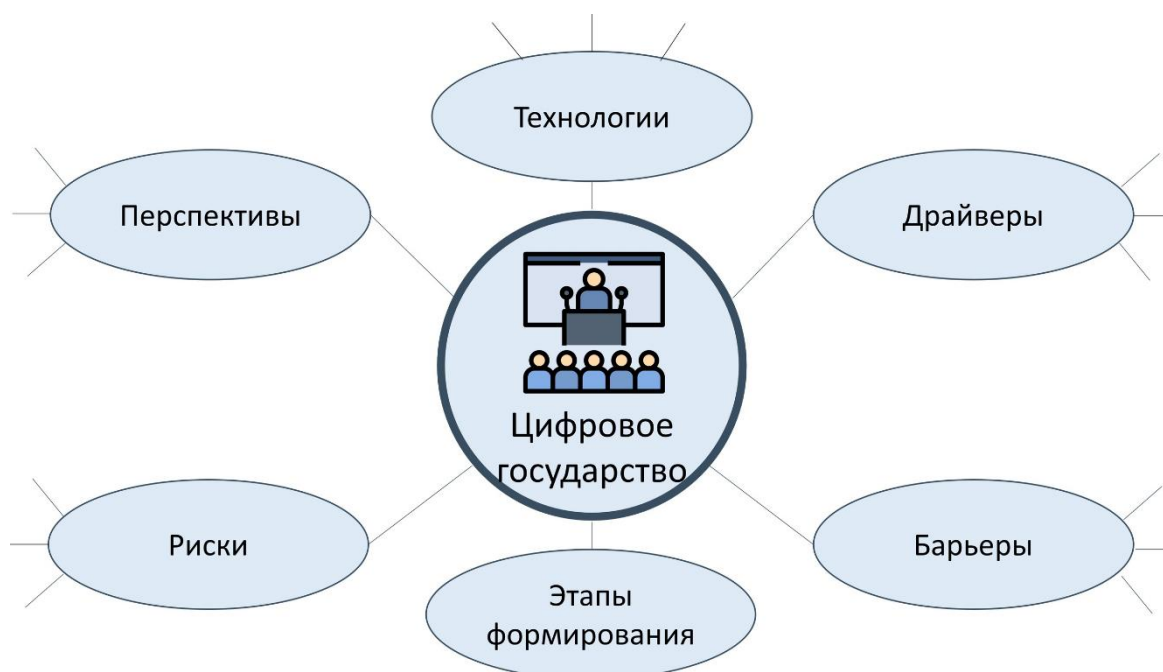 Технологии
Перспективы
Драйверы
Цифровое
государство
Риски
Барьеры
Этапы
формирования